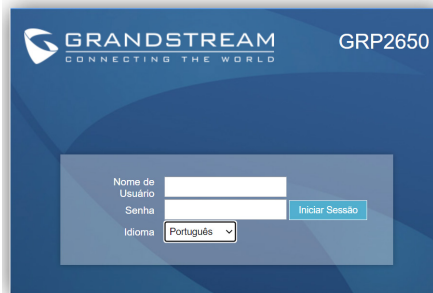 GRANDSTREAM
CONNECTING THE WORLD
GRP2650
Nome de
Usuário
Senha
Iniciar Sessão
Idioma
Português